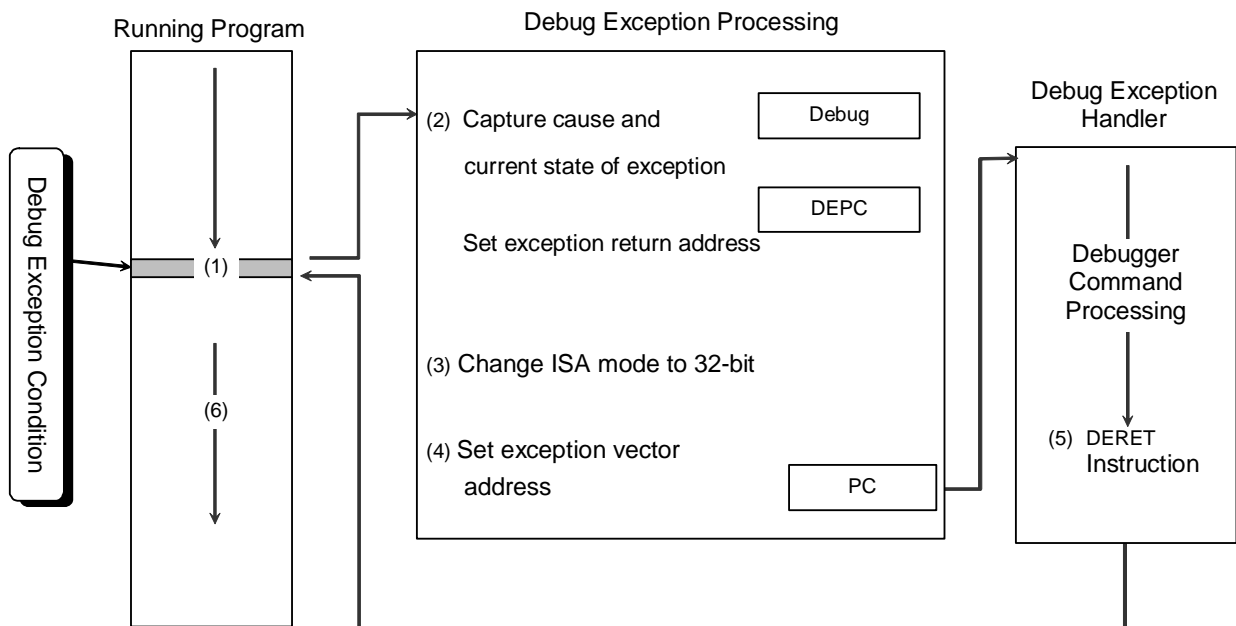 Running Program
Debug Exception Processing
Debug Exception
Handler
Debug Exception Condition
(1)
(6)
(2) Capture cause and
current state of exception
Debug
DEPC
Set exception return address
(3) Change ISA mode to 32-bit
(4) Set exception vector
address
PC
Debugger
Command
Processing
(5) DERET
Instruction